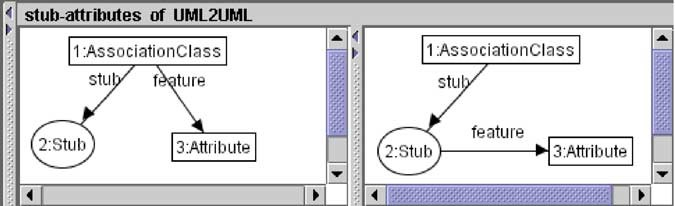 stub-attributes of UML2UML
1:AssociationClass
stub
feature
2:Stub
3:Attribute
1:AssociationClass
stub
feature
2:Stub
3:Attribute